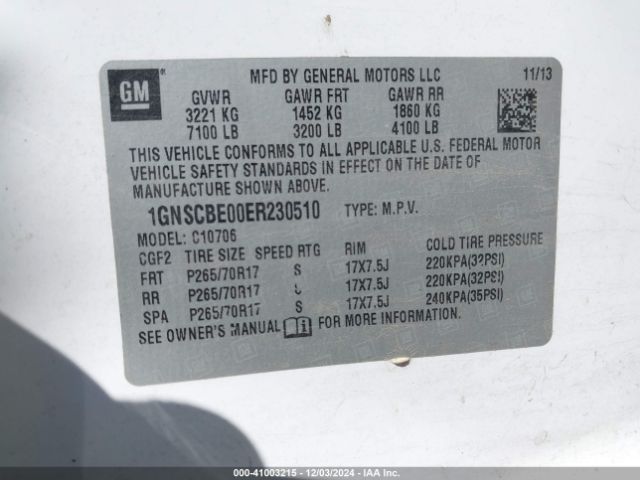 GM
MFD BY GENERAL MOTORS LLC 11/13
GVWR GAWR FRT GAWR RR
3221 KG 1452 KG 1860 KG
7100 LB 3200 LB 4100 LB
THIS VEHICLE CONFORMS TO ALL APPLICABLE U.S. FEDERAL MOTOR
VEHICLE SAFETY STANDARDS IN EFFECT ON THE DATE OF
MANUFACTURE SHOWN ABOVE.
1GNSCBE00ER230510 TYPE: M.P.V.
MODEL: C10706
CGF2 TIRE SIZE SPEED RTG RIM COLD TIRE PRESSURE
FRT P265/70R17 S 17X7.5J 220KPA(32PSI)
RR P265/70R17 17X7.5J 220KPA(32PSI)
SPA P265/70R17 S 17X7.5J 240KPA(35PSI)
SEE OWNER'S MANUAL FOR MORE INFORMATION.
000-41003215 - 12/03/2024 - IAA Inc.